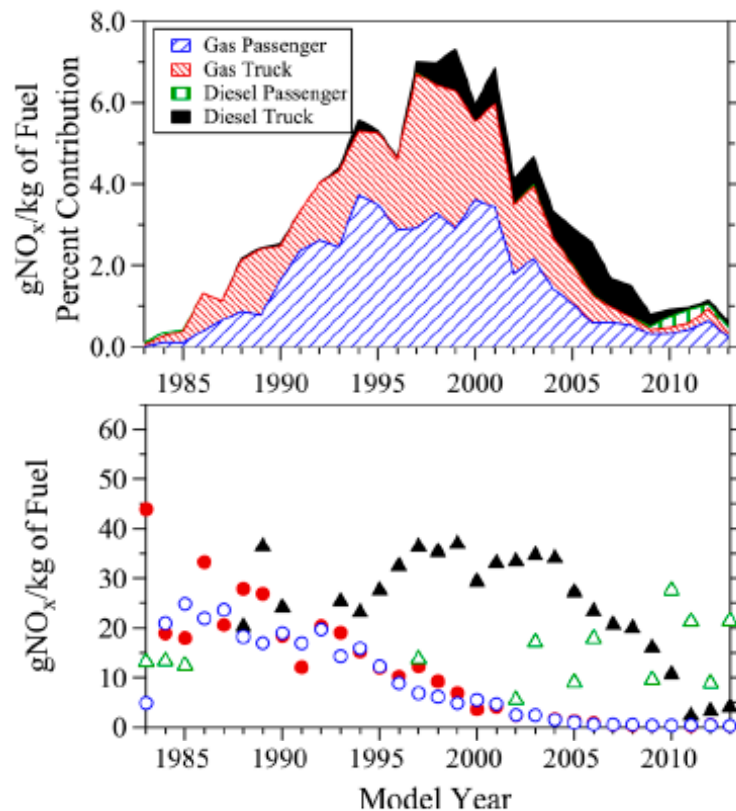 8.0
6.0
4.0
2.0
0.0
gNOx/kg of Fuel
Percent Contribution
Gas Passenger
Gas Truck
Diesel Passenger
Diesel Truck
1985 1990 1995 2000 2005 2010
60
50
40
30
20
10
0
gNOx/kg of Fuel
1985 1990 1995 2000 2005 2010
Model Year